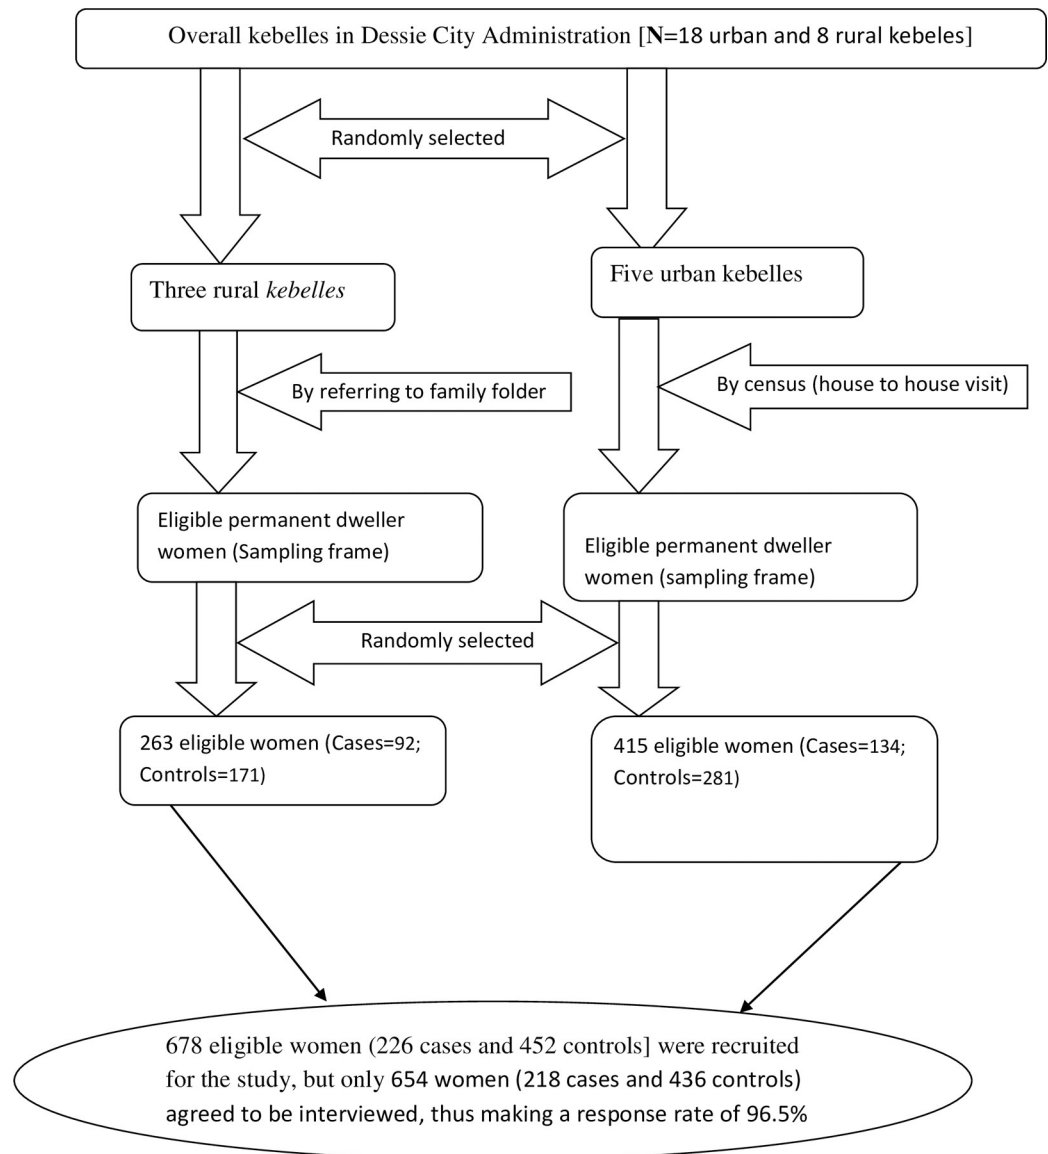 Overall kebelles in Dessie City Administration [N=18 urban and 8 rural kebeles]
Randomly selected
Three rural kebelles
Five urban kebelles
By referring to family folder
By census (house to house visit)
Eligible permanent dweller
women (Sampling frame)
Eligible permanent dweller
women (sampling frame)
Randomly selected
263 eligible women (Cases=92;
Controls=171)
415 eligible women (Cases=134;
Controls=281)
678 eligible women (226 cases and 452 controls] were recruited
for the study, but only 654 women (218 cases and 436 controls)
agreed to be interviewed, thus making a response rate of 96.5%